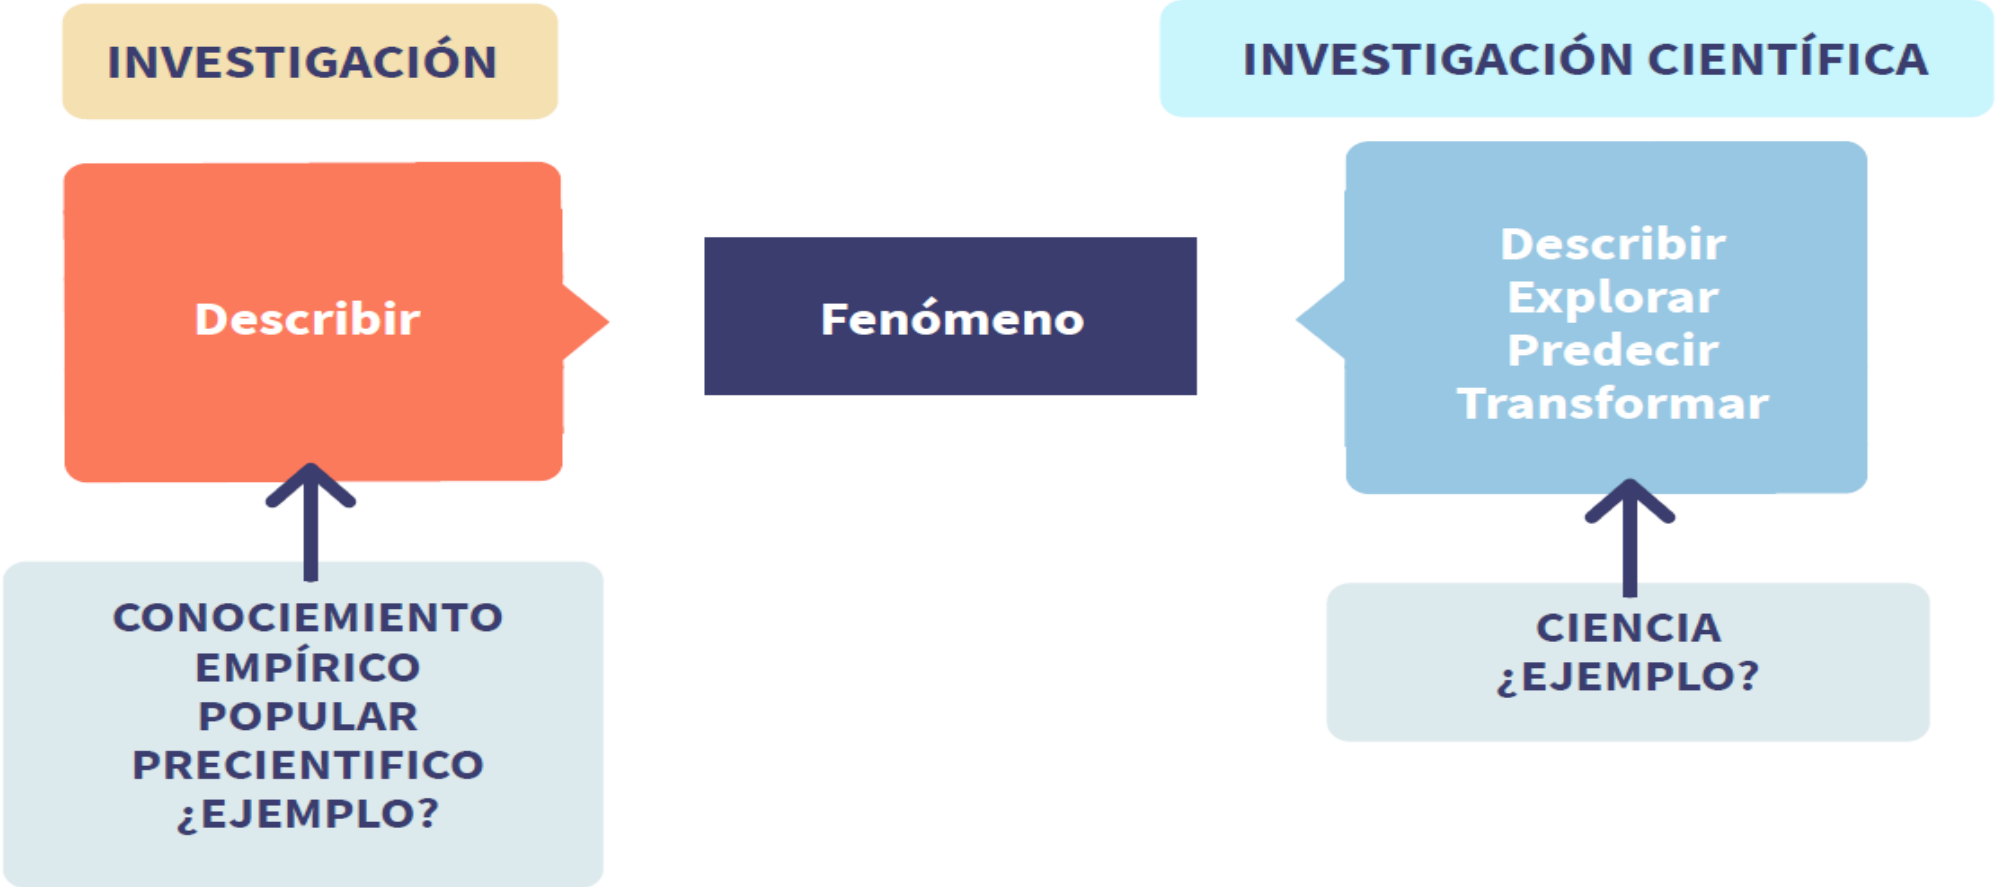 INVESTIGACIÓN
INVESTIGACIÓN CIENTÍFICA
Describir
Fenómeno
Describir
Explorar
Predecir
Transformar
CONOCIEMIENTO
EMPÍRICO
POPULAR
PRECIENTIFICO
¿EJEMPLO?
CIENCIA
¿EJEMPLO?